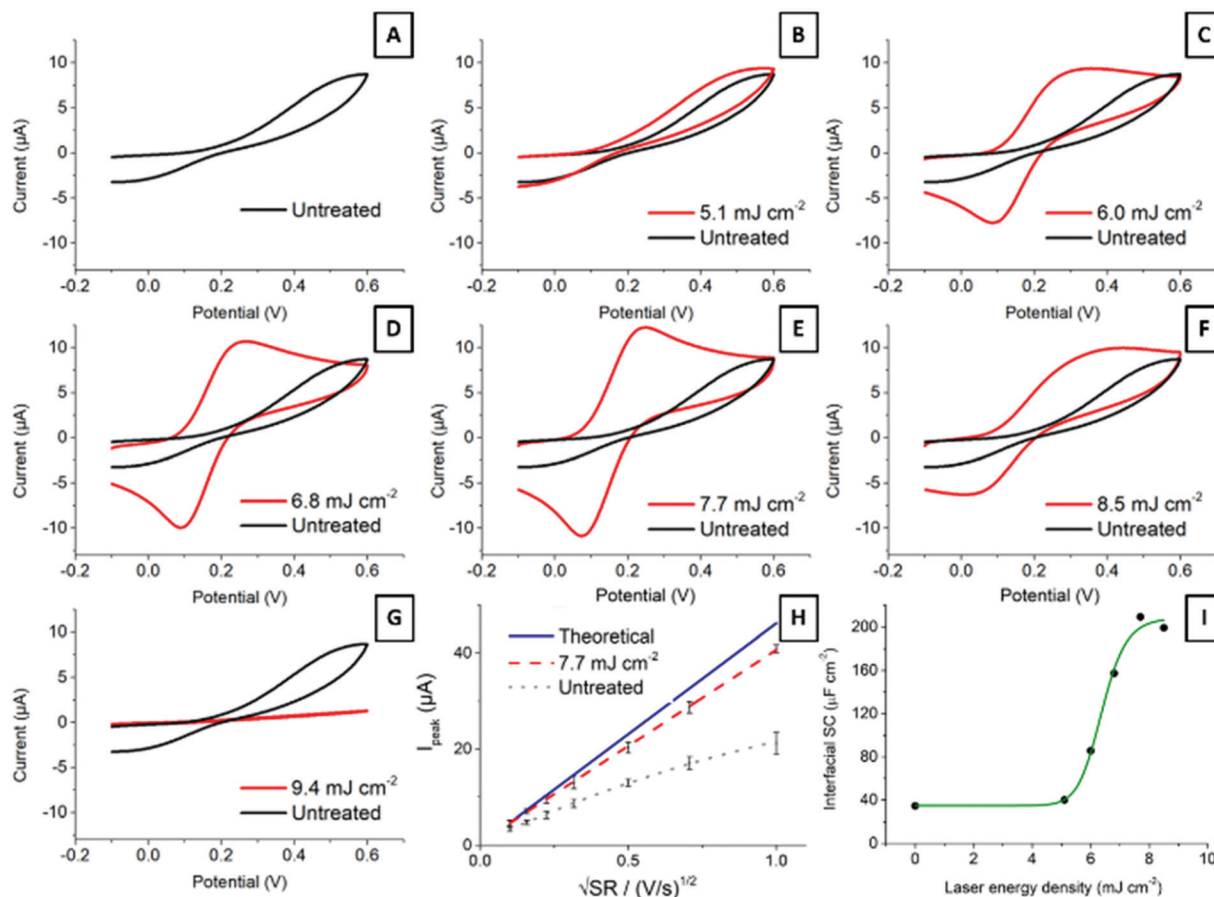 A
Current (µA)
10
5
0
-5
-10
Untreated
-0.2 0.0 0.2 0.4 0.6
Potential (V)
B
Current (µA)
10
5
0
-5
-10
5.1 mJ cm-2
Untreated
-0.2 0.0 0.2 0.4 0.6
Potential (V)
C
Current (µA)
10
5
0
-5
-10
6.0 mJ cm-2
Untreated
-0.2 0.0 0.2 0.4 0.6
Potential (V)
D
Current (µA)
10
5
0
-5
-10
6.8 mJ cm-2
Untreated
-0.2 0.0 0.2 0.4 0.6
Potential (V)
E
Current (µA)
10
5
0
-5
-10
7.7 mJ cm-2
Untreated
-0.2 0.0 0.2 0.4 0.6
Potential (V)
F
Current (µA)
10
5
0
-5
-10
8.5 mJ cm-2
Untreated
-0.2 0.0 0.2 0.4 0.6
Potential (V)
G
Current (µA)
10
5
0
-5
-10
9.4 mJ cm-2
Untreated
-0.2 0.0 0.2 0.4 0.6
Potential (V)
H
Ipeak (µA)
40
20
0
Theoretical
7.7 mJ cm-2
Untreated
0.0 0.5 1.0
√SR / (V/s)1/2
I
Interfacial SC (µF cm-2)
200
160
120
80
40
0
0 2 4 6 8 10
Laser energy density (mJ cm-2)